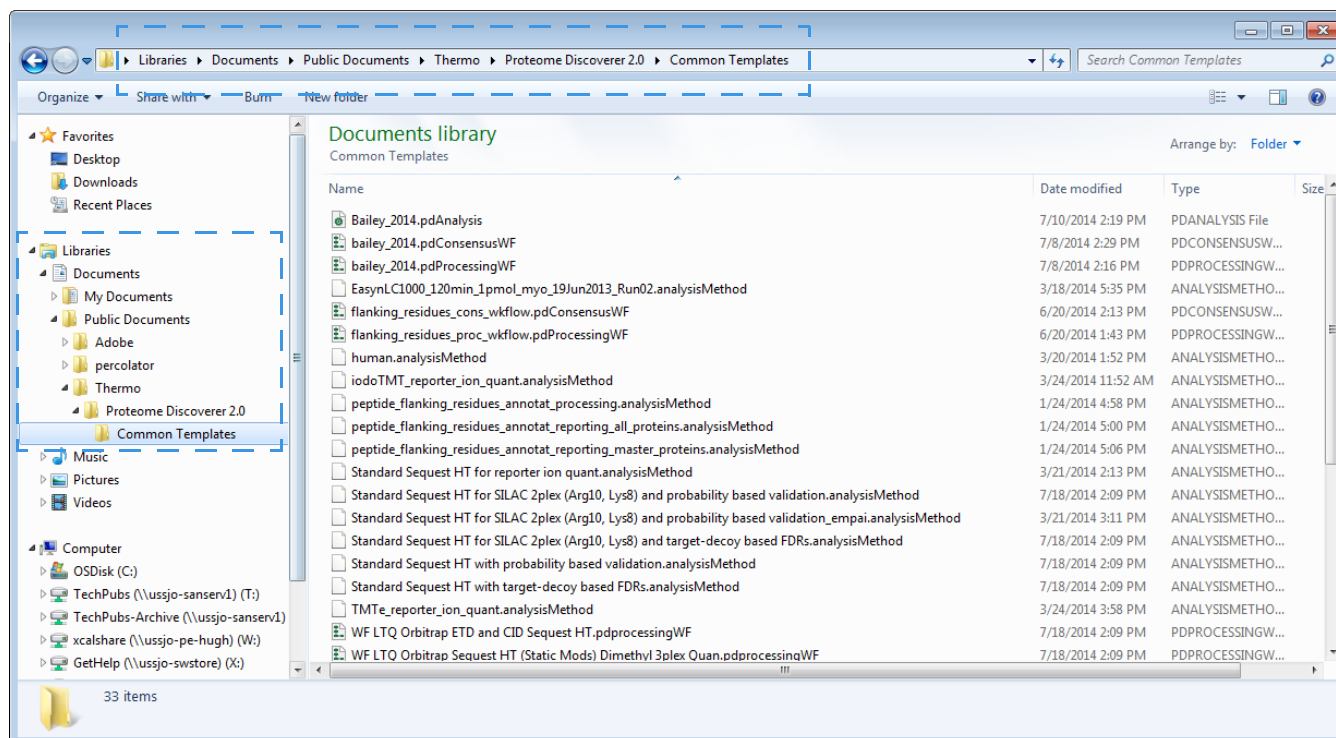 Libraries Documents Public Documents Thermo Proteome Discoverer 2.0 Common Templates Search Common Templates
Organize Share with Burn New folder
Favorites
Desktop
Downloads
Recent Places
Libraries
Documents
My Documents
Public Documents
Adobe
percolator
Thermo
Proteome Discoverer 2.0
Common Templates
Music
Pictures
Videos
Computer
OSDisk (C:)
TechPubs (\\ussjo-sanserv1) (T:)
TechPubs-Archive (\\ussjo-sanserv1)
xcalshare (\\ussjo-pe-hugh) (W:)
GetHelp (\\ussjo-swstore) (X:)
Documents library
Common Templates
Arrange by: Folder
Name Date modified Type Size
Bailey_2014.pdAnalysis 7/10/2014 2:19 PM PDANALYSIS File
bailey_2014.pdConsensusWF 7/8/2014 2:29 PM PDCONSENSUSW...
bailey_2014.pdProcessingWF 7/8/2014 2:16 PM PDPROCESSINGW...
EasynLC1000_120min_1pmol_myo_19Jun2013_Run02.analysisMethod 3/18/2014 5:35 PM ANALYSISMETHO...
flanking_residues_cons_wkflow.pdConsensusWF 6/20/2014 2:13 PM PDCONSENSUSW...
flanking_residues_proc_wkflow.pdProcessingWF 6/20/2014 1:43 PM PDPROCESSINGW...
human.analysisMethod 3/20/2014 1:52 PM ANALYSISMETHO...
iodoTMT_reporter_ion_quant.analysisMethod 3/24/2014 11:52 AM ANALYSISMETHO...
peptide_flanking_residues_annotat_processing.analysisMethod 1/24/2014 4:58 PM ANALYSISMETHO...
peptide_flanking_residues_annotat_reporting_all_proteins.analysisMethod 1/24/2014 5:00 PM ANALYSISMETHO...
peptide_flanking_residues_annotat_reporting_master_proteins.analysisMethod 1/24/2014 5:06 PM ANALYSISMETHO...
Standard Sequest HT for reporter ion quant.analysisMethod 3/21/2014 2:13 PM ANALYSISMETHO...
Standard Sequest HT for SILAC 2plex (Arg10, Lys8) and probability based validation.analysisMethod 7/18/2014 2:09 PM ANALYSISMETHO...
Standard Sequest HT for SILAC 2plex (Arg10, Lys8) and probability based validation_empai.analysisMethod 3/21/2014 3:11 PM ANALYSISMETHO...
Standard Sequest HT for SILAC 2plex (Arg10, Lys8) and target-decoy based FDRs.analysisMethod 7/18/2014 2:09 PM ANALYSISMETHO...
Standard Sequest HT with probability based validation.analysisMethod 7/18/2014 2:09 PM ANALYSISMETHO...
Standard Sequest HT with target-decoy based FDRs.analysisMethod 7/18/2014 2:09 PM ANALYSISMETHO...
TMTe_reporter_ion_quant.analysisMethod 3/24/2014 3:58 PM ANALYSISMETHO...
WF LTQ Orbitrap ETD and CID Sequest HT.pdprocessingWF 7/18/2014 2:09 PM PDPROCESSINGW...
WF LTQ Orbitrap Sequest HT (Static Mods) Dimethyl 3plex Quan.pdprocessingWF 7/18/2014 2:09 PM PDPROCESSINGW...
33 items